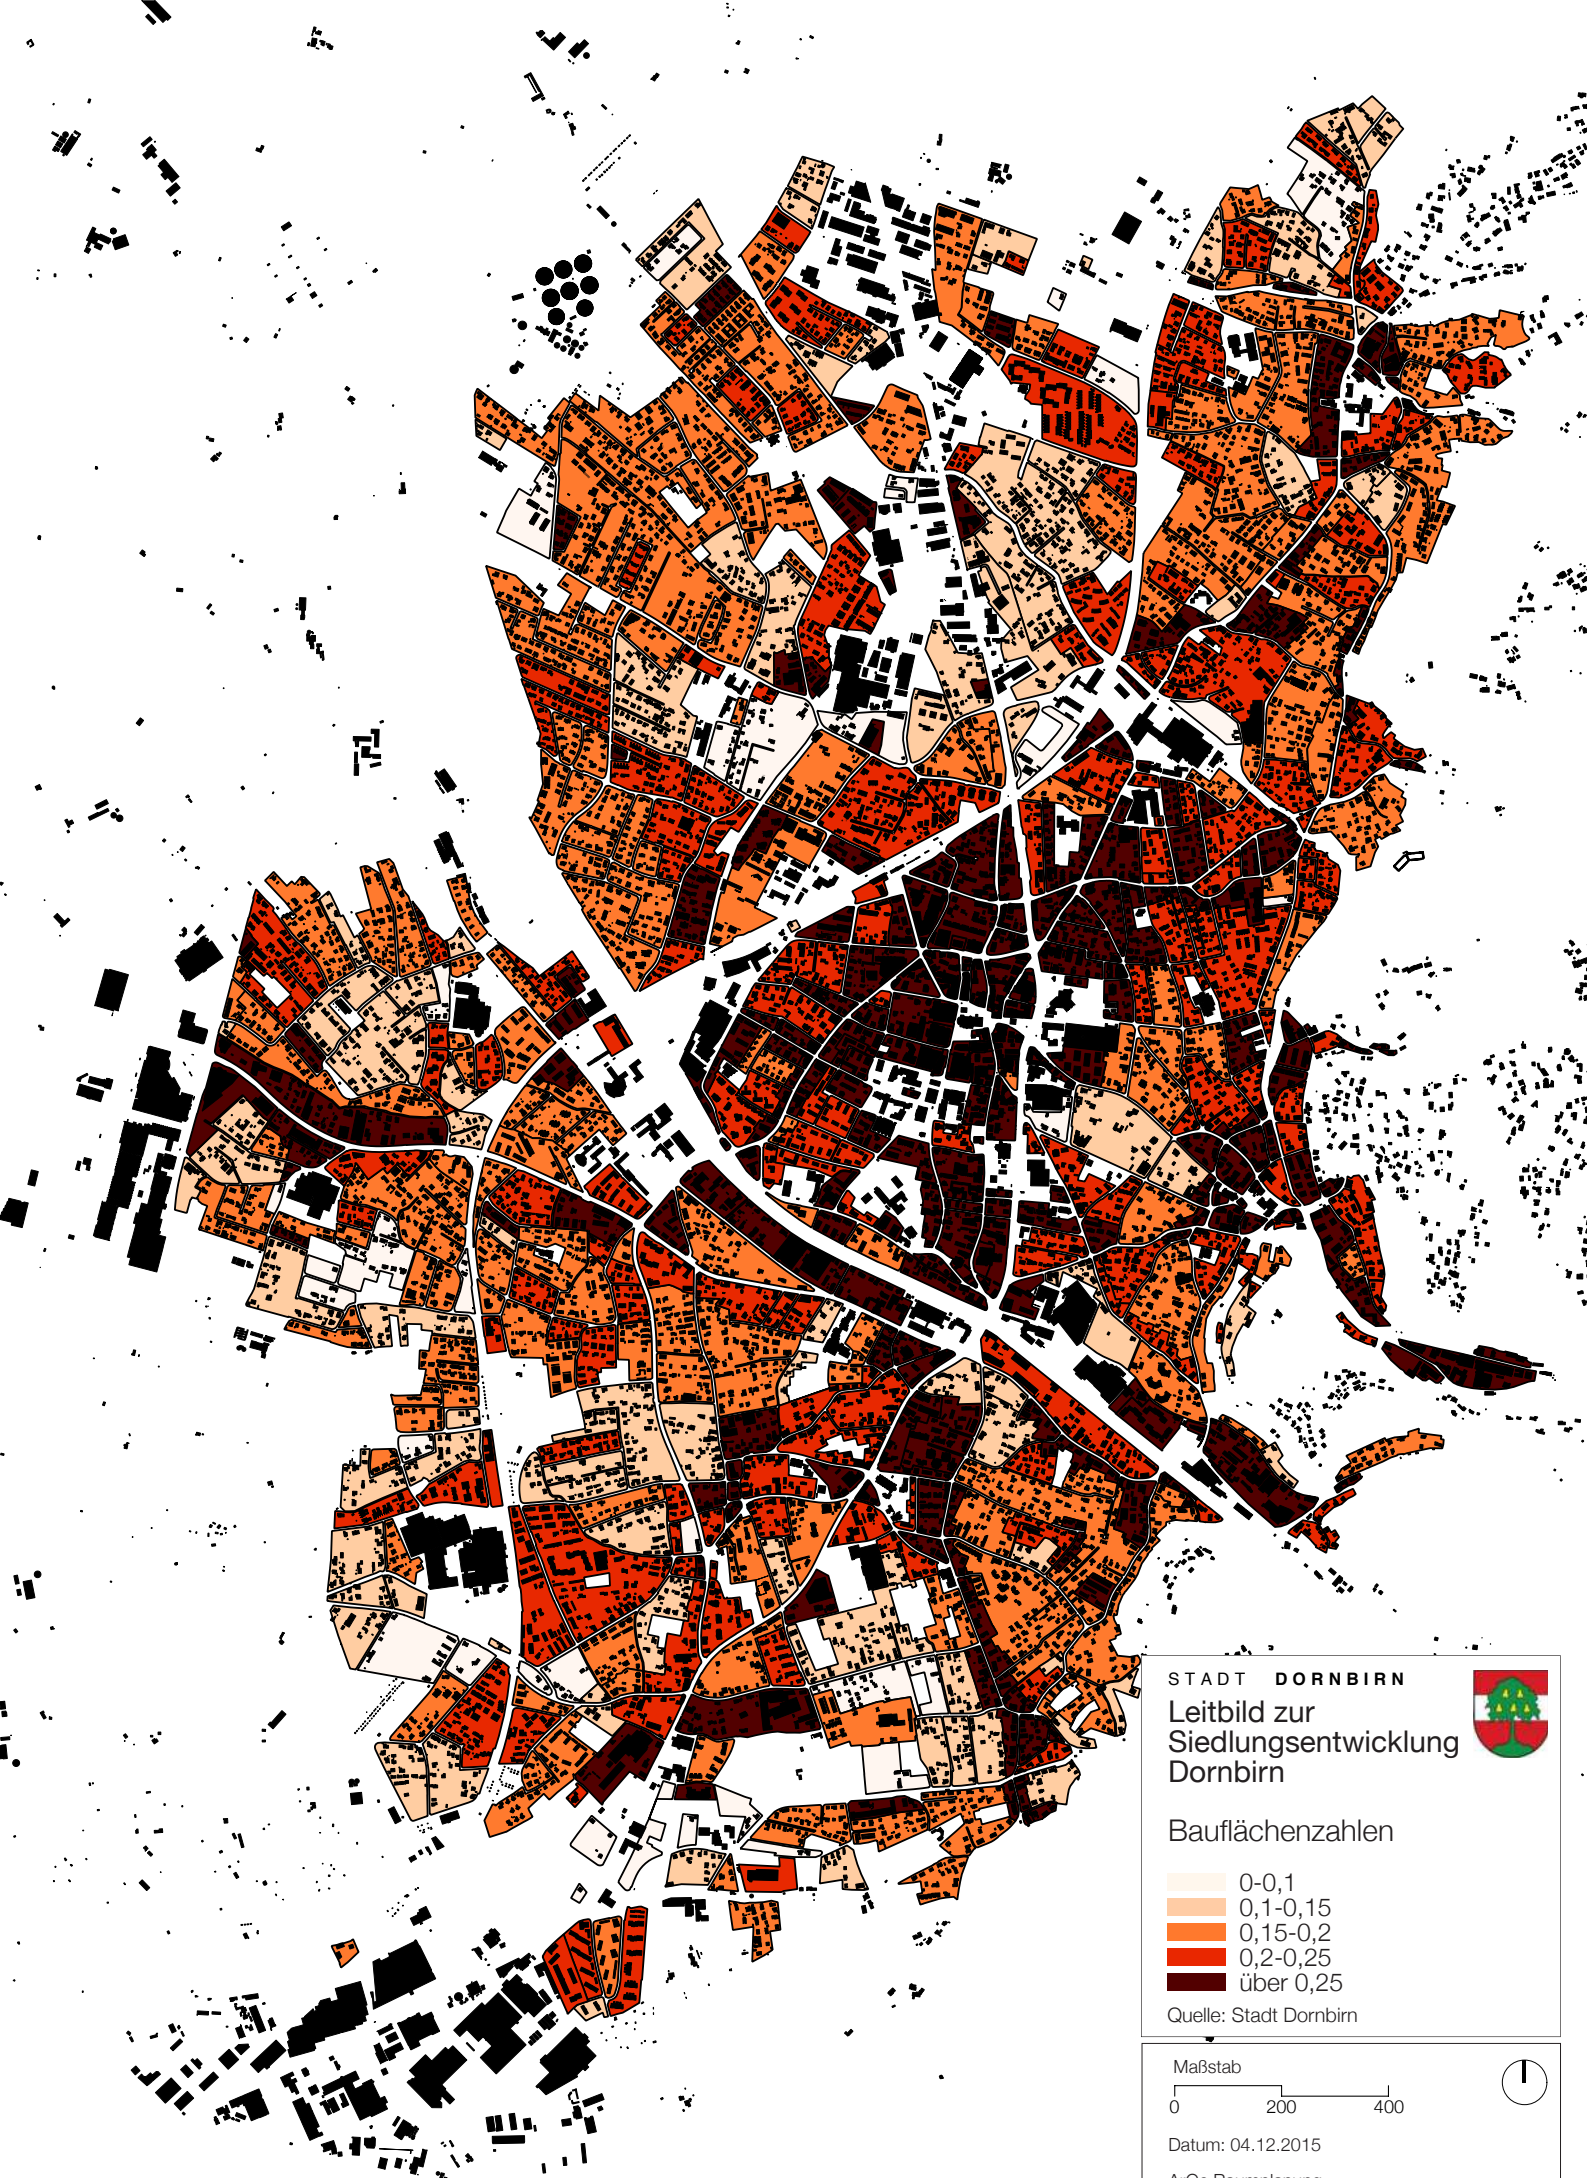 STADT DORNBIRN
Leitbild zur
Siedlungsentwicklung
Dornbirn
Bauflächenzahlen
0-0,1
0,1-0,15
0,15-0,2
0,2-0,25
über 0,25
Quelle: Stadt Dornbirn
Maßstab
0 200 400
Datum: 04.12.2015